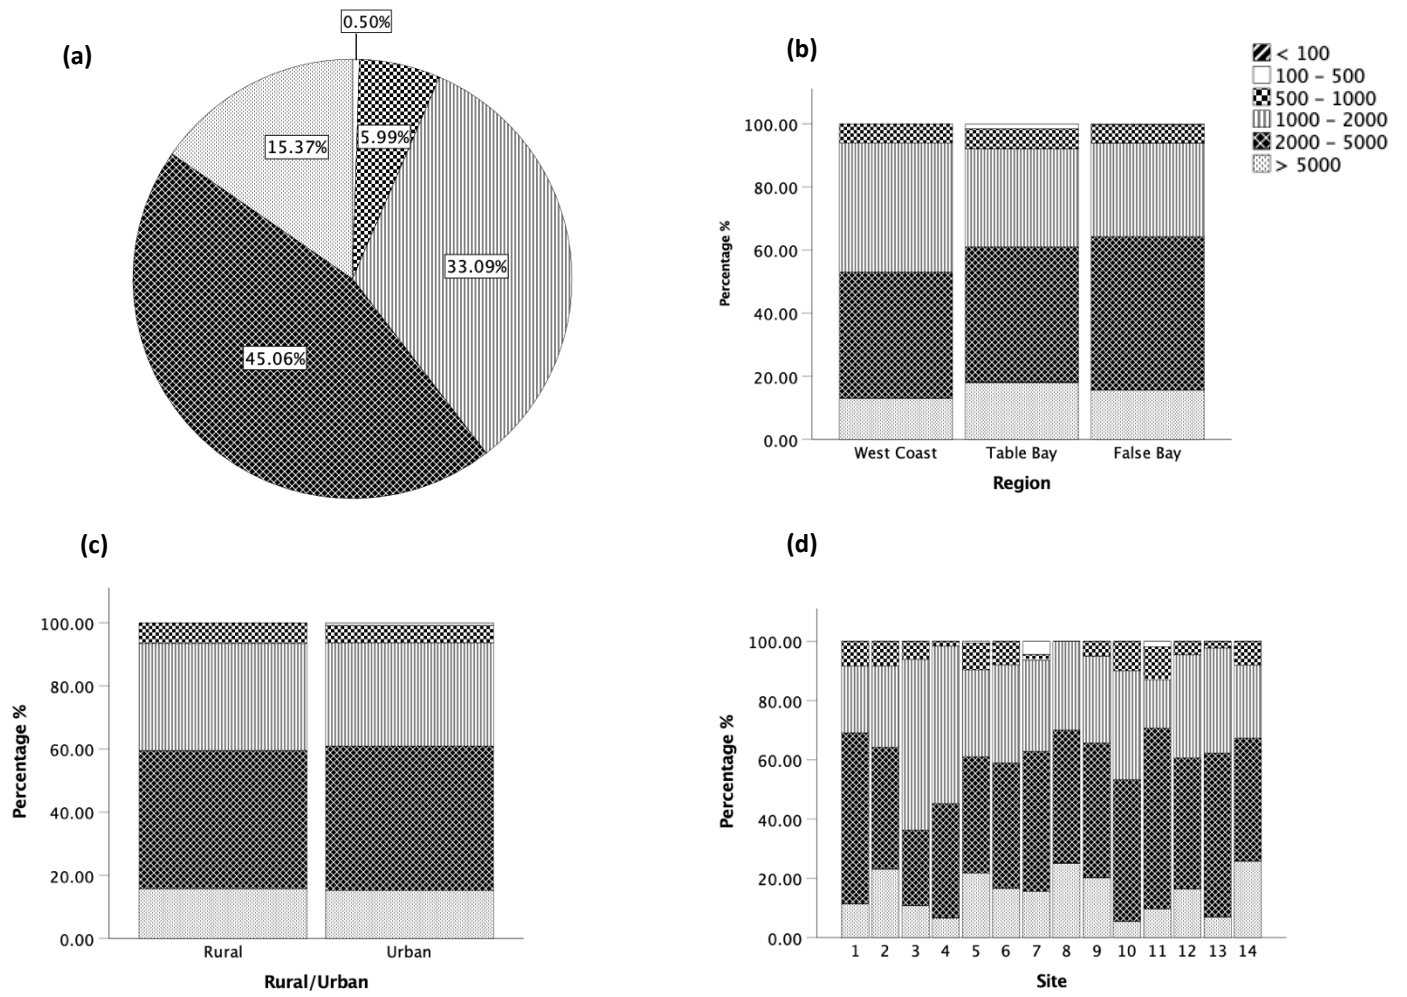 (a)
0.50%
5.99%
15.37%
33.09%
45.06%
(b)
< 100
100 – 500
500 – 1000
1000 – 2000
2000 – 5000
> 5000
Percentage %
100.00
80.00
60.00
40.00
20.00
0.00
West Coast Table Bay False Bay
Region
(c)
Percentage %
100.00
80.00
60.00
40.00
20.00
0.00
Rural Urban
Rural/Urban
(d)
Percentage %
100.00
80.00
60.00
40.00
20.00
0.00
1 2 3 4 5 6 7 8 9 10 11 12 13 14
Site